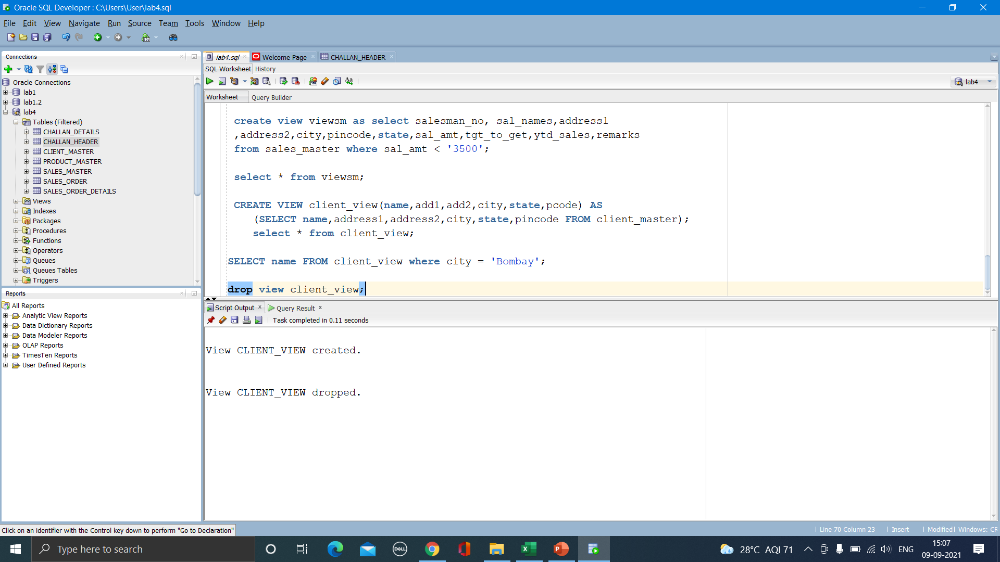 Oracle SQL Developer : C:\Users\User\lab4.sql
File Edit View Navigate Run Source Team Tools Window Help
Connections
Oracle Connections
lab1
lab1.2
lab4
Tables (Filtered)
CHALLAN_DETAILS
CHALLAN_HEADER
CLIENT_MASTER
PRODUCT_MASTER
SALES_MASTER
SALES_ORDER
SALES_ORDER_DETAILS
Views
Indexes
Packages
Procedures
Functions
Operators
Queues
Queues Tables
Triggers
Reports
All Reports
Analytic View Reports
Data Dictionary Reports
Data Modeler Reports
OLAP Reports
TimesTen Reports
User Defined Reports
lab4.sql Welcome Page CHALLAN_HEADER
SQL Worksheet History
lab4
Worksheet Query Builder
create view viewsm as select salesman_no, sal_names,address1
,address2,city,pincode,state,sal_amt,tgt_to_get,ytd_sales,remarks
from sales_master where sal_amt < '3500';
select * from viewsm;
CREATE VIEW client_view(name,add1,add2,city,state,pcode) AS
(SELECT name,address1,address2,city,state,pincode FROM client_master);
select * from client_view;
SELECT name FROM client_view where city = 'Bombay';
drop view client_view;
Script Output Query Result
Task completed in 0.11 seconds
View CLIENT_VIEW created.
View CLIENT_VIEW dropped.
Click on an identifier with the Control key down to perform "Go to Declaration"
Line 70 Column 23 Insert Modified Windows: CR
Type here to search
DELL
28°C AQI 71
ENG
15:07
09-09-2021